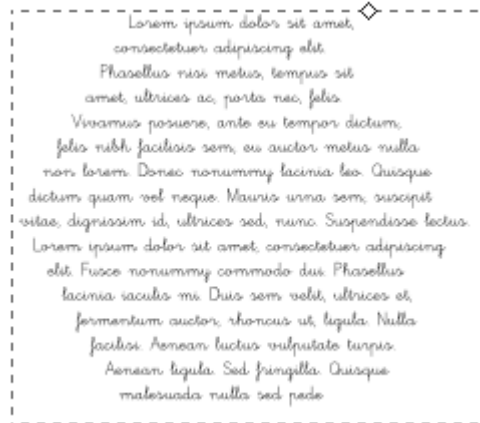 Lorem ipsum dolor sit amet,
consectetuer adipiscing elit.
Phasellus nisi metus, tempus sit
amet, ultrices ac, porta nec, felis.
Vivamus posuere, ante eu tempor dictum,
felis nibh facilisis sem, eu auctor metus nulla
non lorem. Donec nonummy lacinia leo. Quisque
dictum quam vel neque. Mauris urna sem, suscipit
vitae, dignissim id, ultrices sed, nunc. Suspendisse lectus.
Lorem ipsum dolor sit amet, consectetuer adipiscing
elit. Fusce nonummy commodo dui. Phasellus
lacinia iaculis mi. Duis sem velit, ultrices et,
fermentum auctor, rhoncus ut, ligula. Nulla
facilisi. Aenean luctus vulputate turpis.
Aenean ligula. Sed fringilla. Quisque
malesuada nulla sed pede